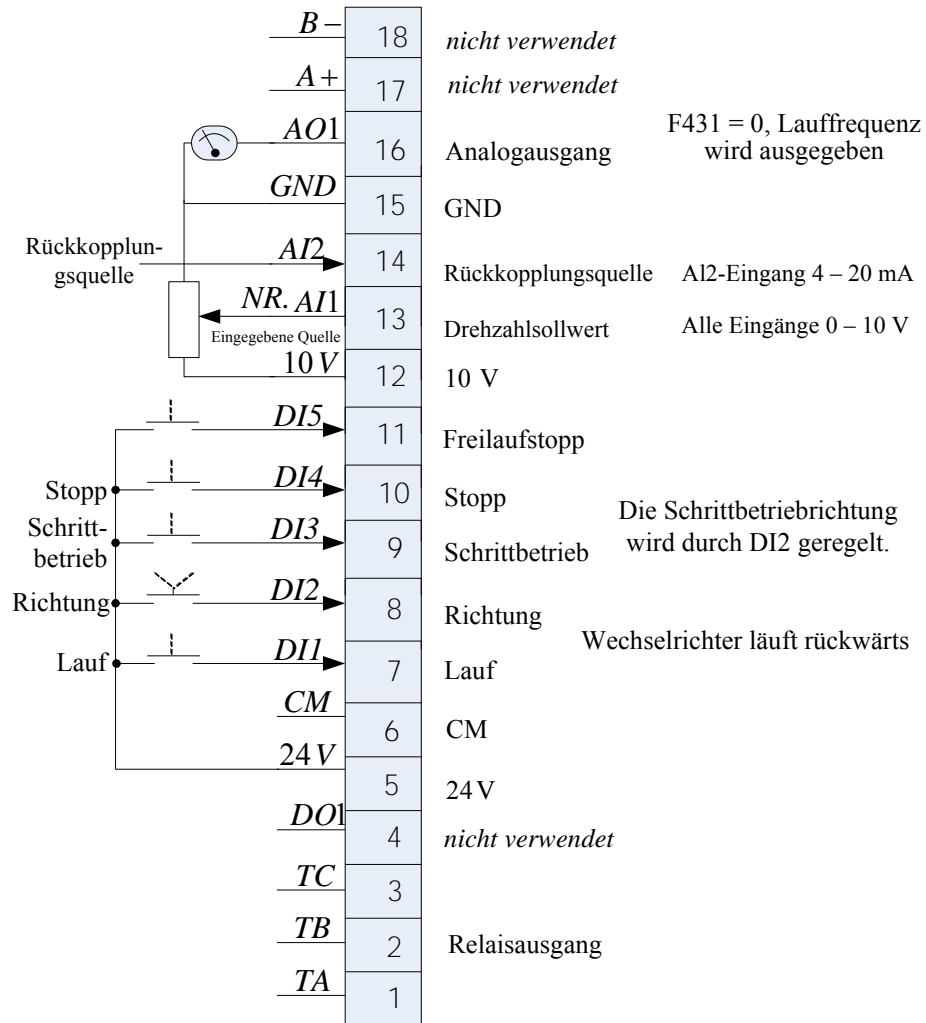 B− 18 nicht verwendet
A+ 17 nicht verwendet
AO1 16 Analogausgang F431 = 0, Lauffrequenz
wird ausgegeben
GND 15 GND
Rückkopplun-
gsquelle AI2 14 Rückkopplungsquelle Al2-Eingang 4 – 20 mA
NR. AI1 13 Drehzahlsollwert Alle Eingänge 0 – 10 V
Eingegebene Quelle
10V 12 10 V
DI5 11 Freilaufstopp
Stopp DI4 10 Stopp
Schritt-
betrieb DI3 9 Schrittbetrieb Die Schrittbetriebrichtung
wird durch DI2 geregelt.
Richtung DI2 8 Richtung
Wechselrichter läuft rückwärts
Lauf DI1 7 Lauf
CM 6 CM
24V 5 24V
DO1 4 nicht verwendet
TC 3
TB 2 Relaisausgang
TA 1